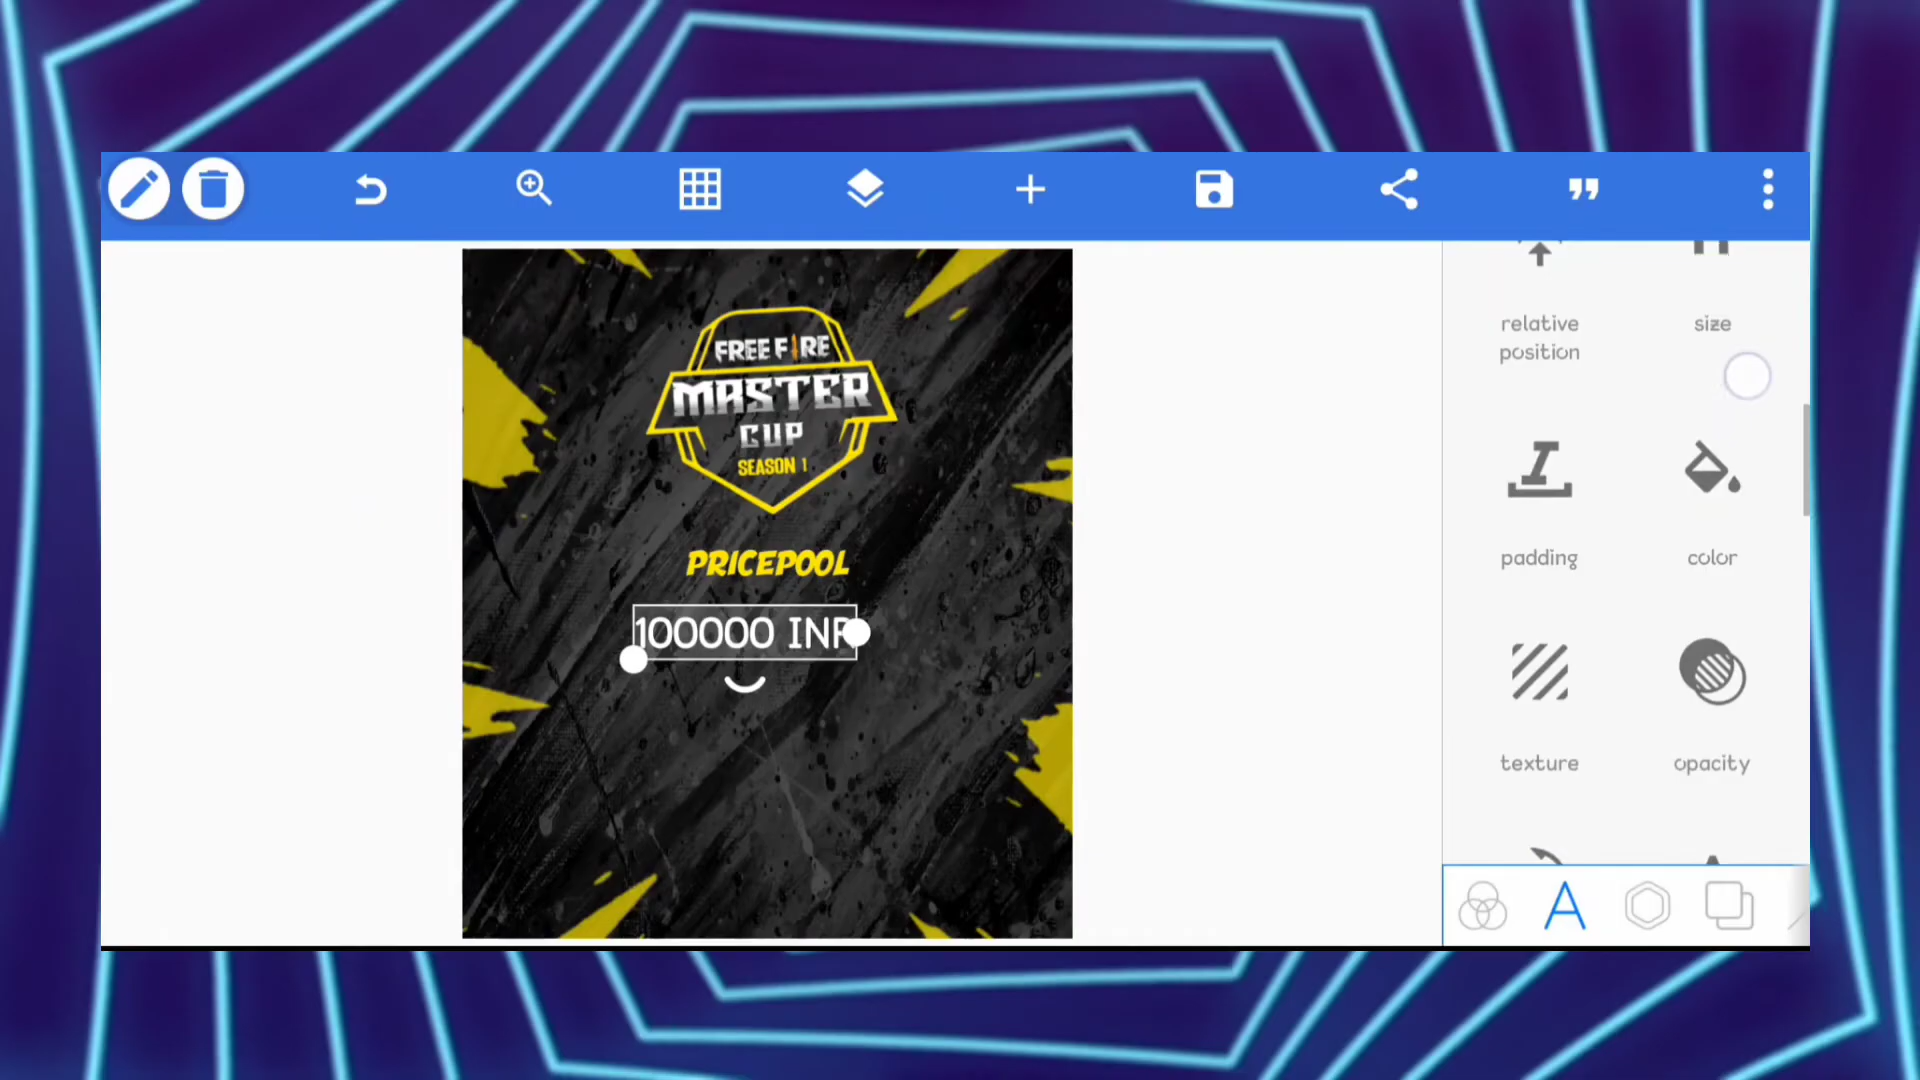 relative
position
size
FREE FIRE
MASTER
CUP
SEASON 1
padding
color
PRICEPOOL
100000 INR
texture
opacity